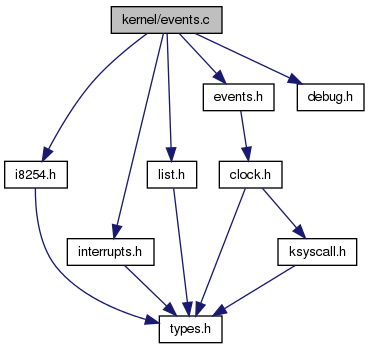 kernel/events.c
events.h
debug.h
i8254.h
list.h
clock.h
interrupts.h
ksyscall.h
types.h